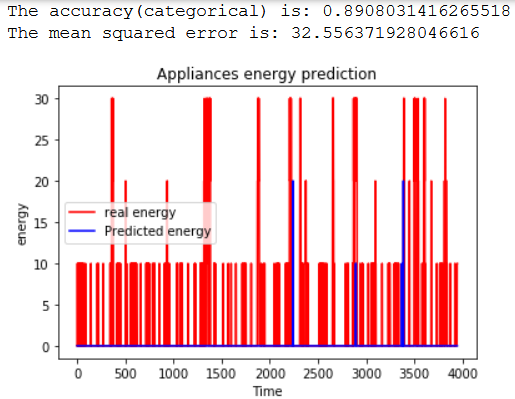 The accuracy(categorical) is: 0.8908031416265518
The mean squared error is: 32.556371928046616
Appliances energy prediction
30
25
20
15
10
5
0
energy
real energy
Predicted energy
0 500 1000 1500 2000 2500 3000 3500 4000
Time